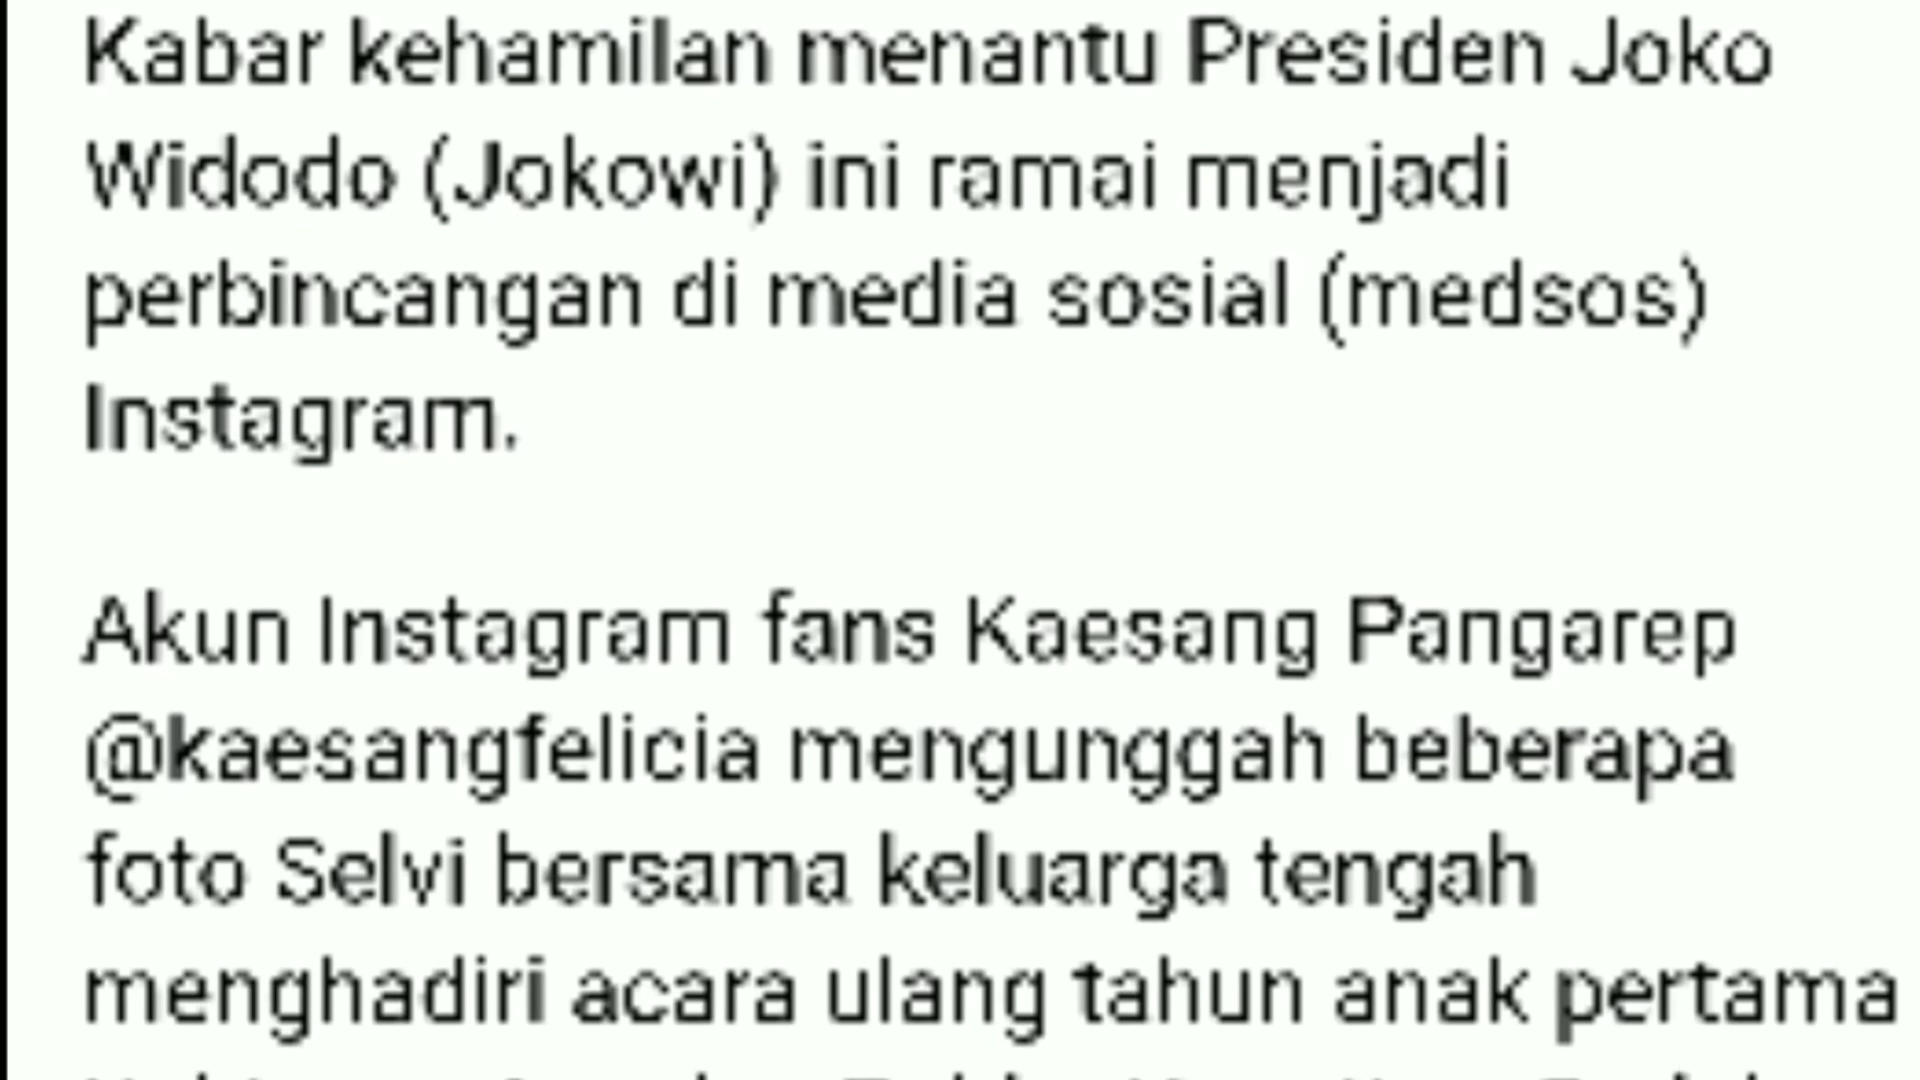 Kabar kehamilan menantu Presiden Joko
Widodo (Jokowi) ini ramai menjadi
perbincangan di media sosial (medsos)
Instagram.
Akun Instagram fans Kaesang Pangarep
@kaesangfelicia mengunggah beberapa
foto Selvi bersama keluarga tengah
menghadiri acara ulang tahun anak pertama